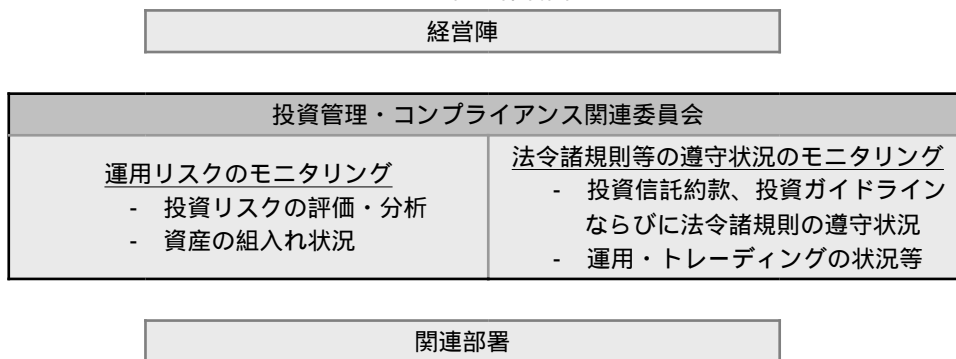 経営陣
投資管理・コンプライアンス関連委員会
運用リスクのモニタリング
- 投資リスクの評価・分析
- 資産の組入れ状況
法令諸規則等の遵守状況のモニタリング
- 投資信託約款、投資ガイドライン
ならびに法令諸規則の遵守状況
- 運用・トレーディングの状況等
関連部署